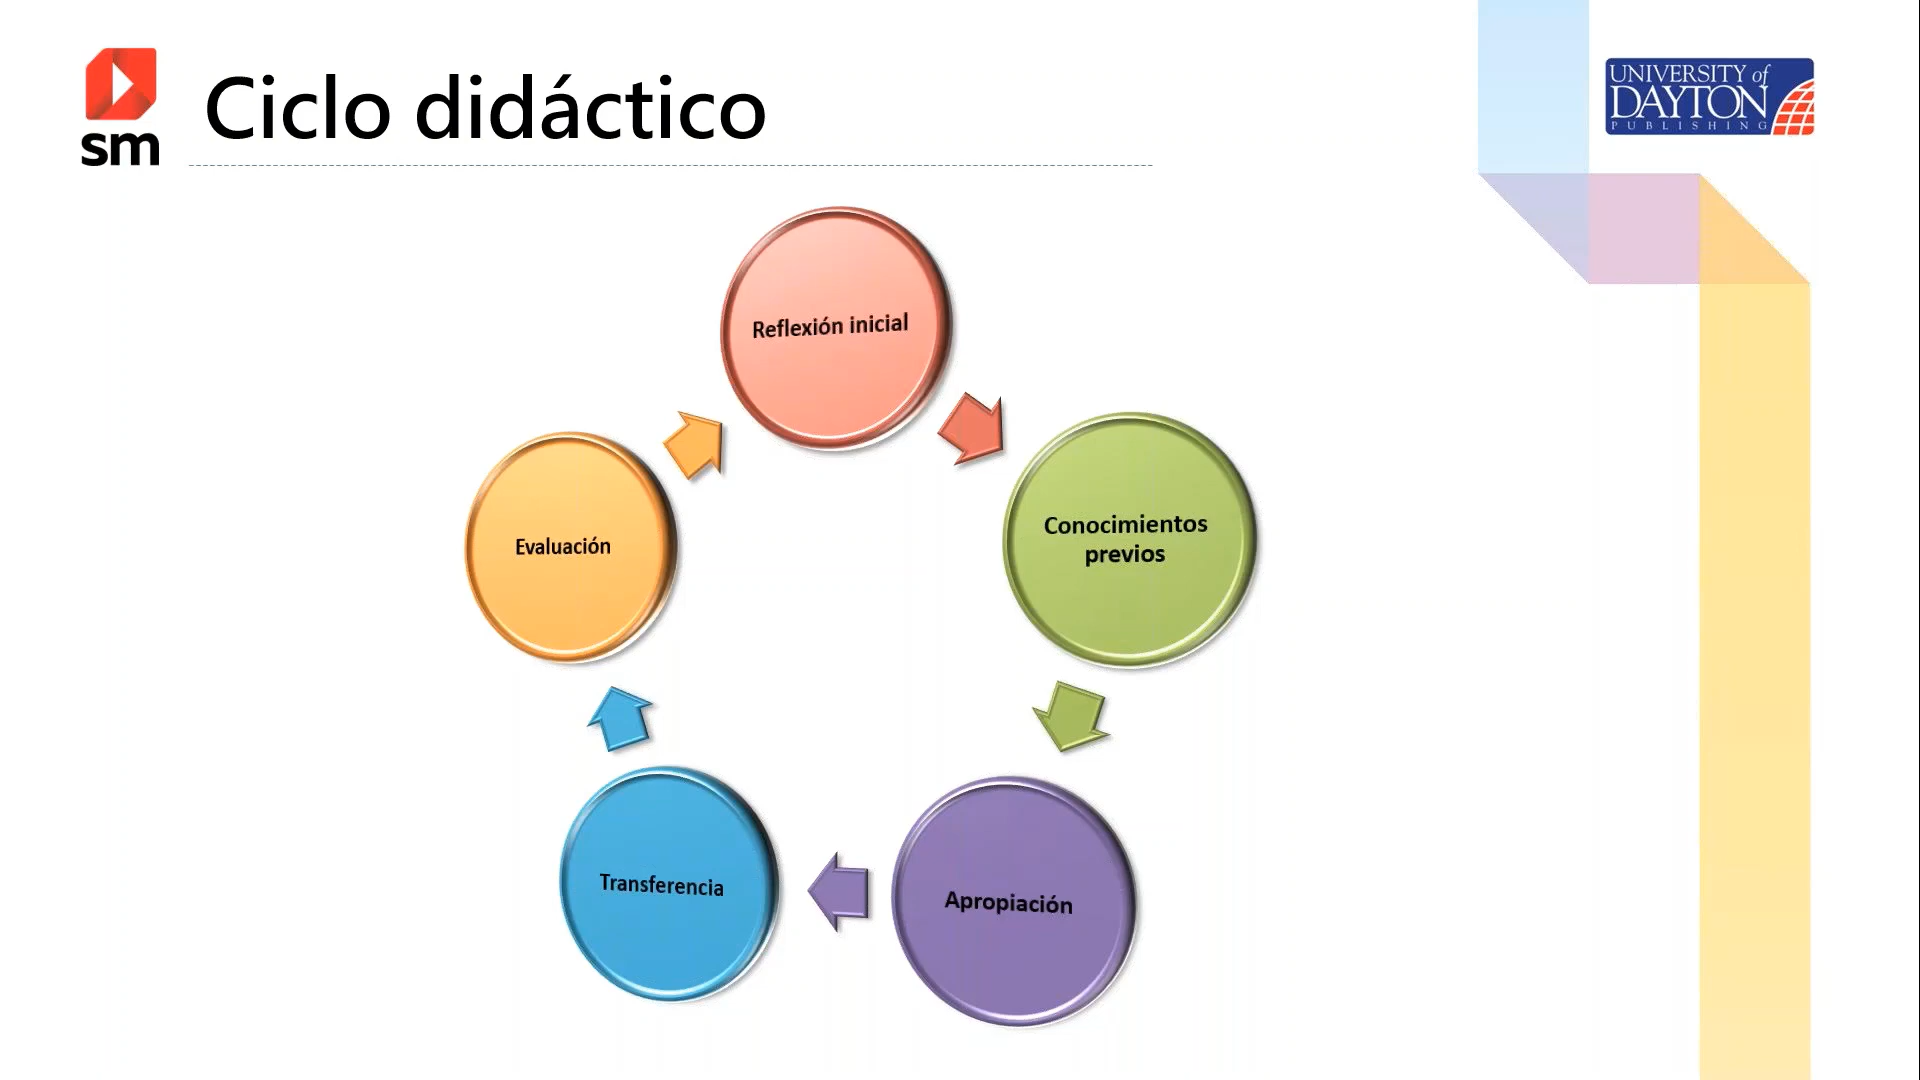 sm
Ciclo didáctico
UNIVERSITY of
DAYTON
PUBLISHING
Reflexión inicial
Conocimientos
previos
Apropiación
Transferencia
Evaluación